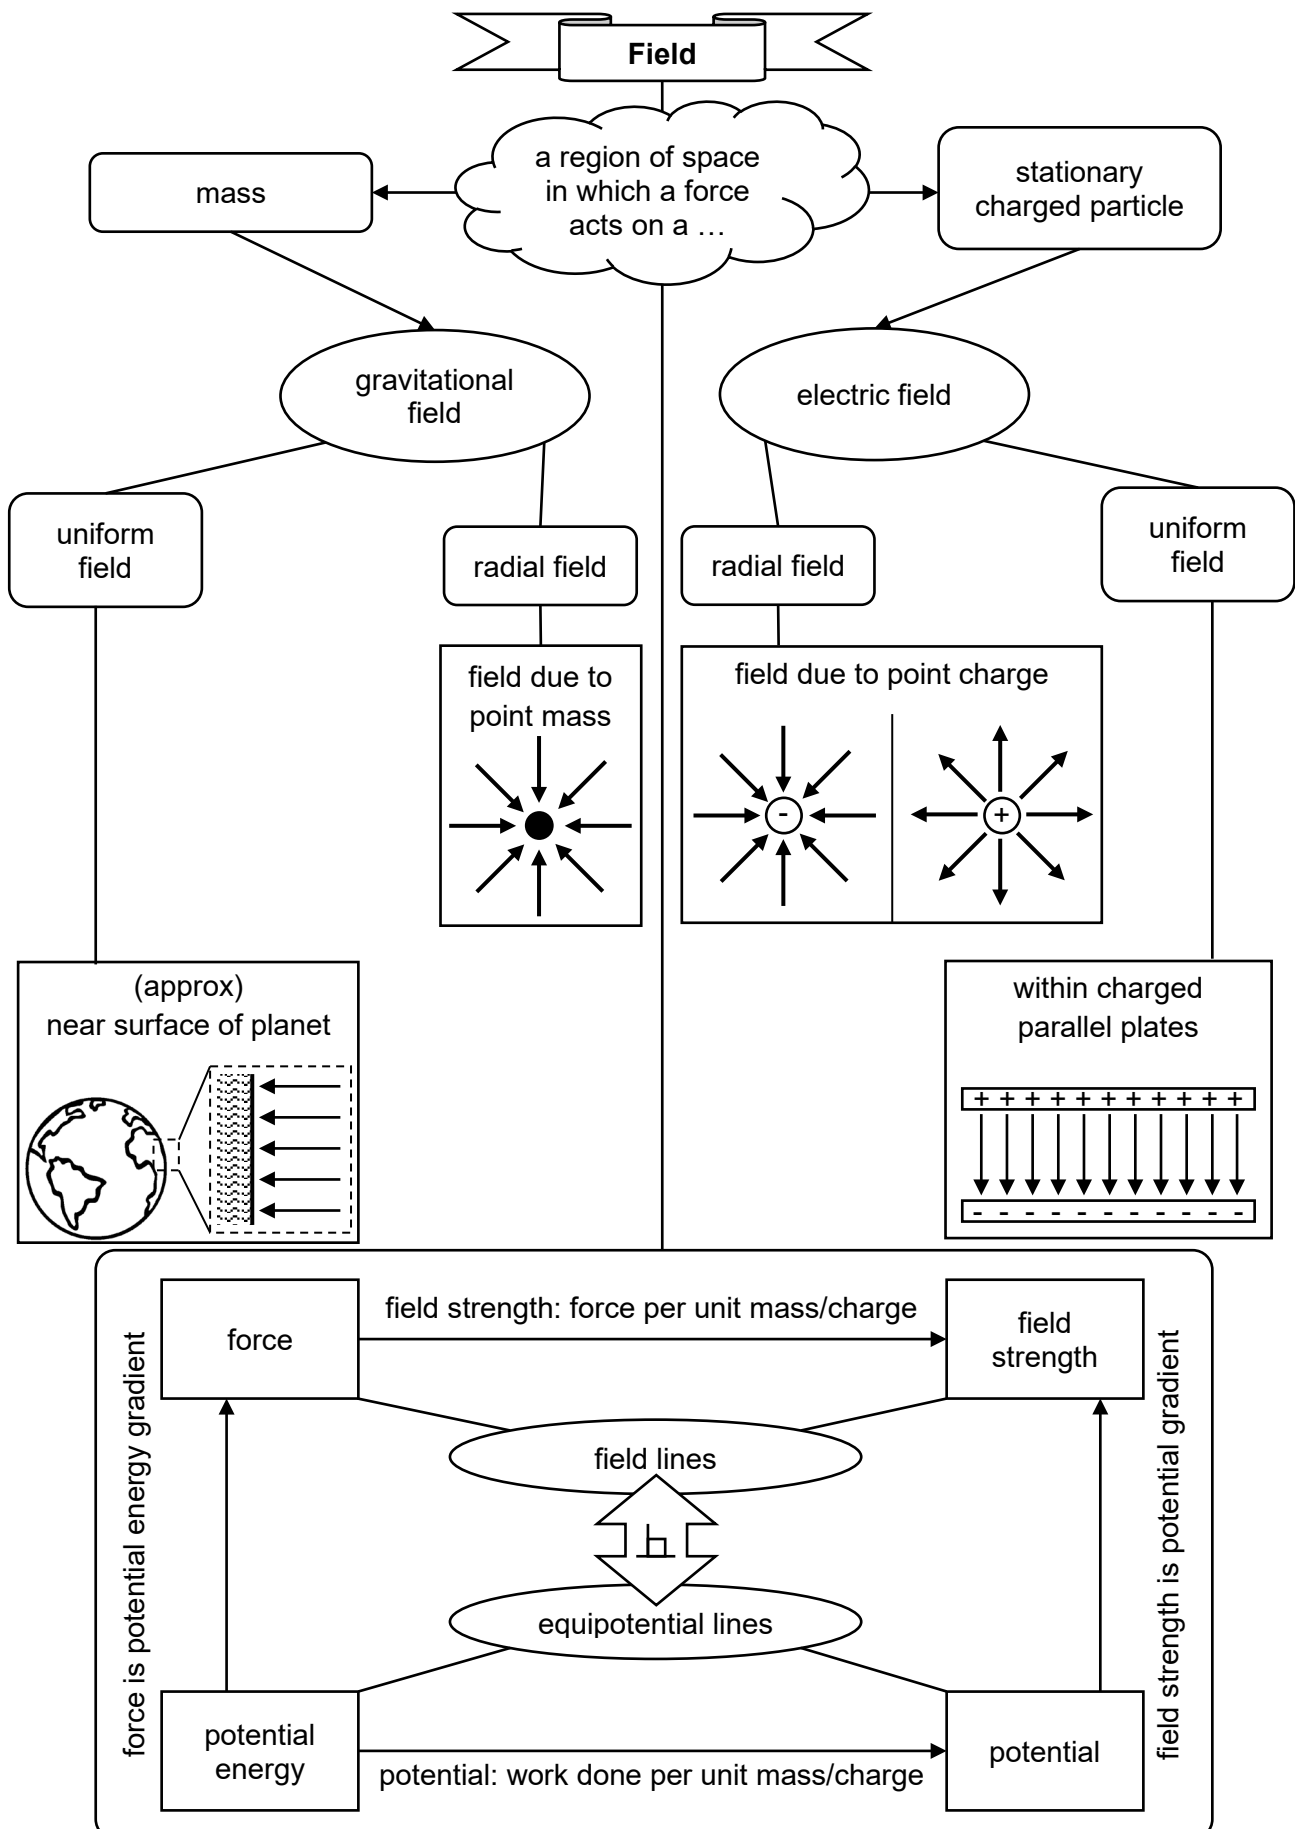 Field
a region of space
in which a force
acts on a …
mass
stationary
charged particle
gravitational
field
electric field
uniform
field
radial field
radial field
uniform
field
field due to
point mass
field due to point charge
-
+
(approx)
near surface of planet
within charged
parallel plates
+ + + + + + + + + + +
- - - - - - - - - - -
force is potential energy gradient
force
field strength: force per unit mass/charge
field
strength
field strength is potential gradient
field lines
equipotential lines
potential
energy
potential: work done per unit mass/charge
potential